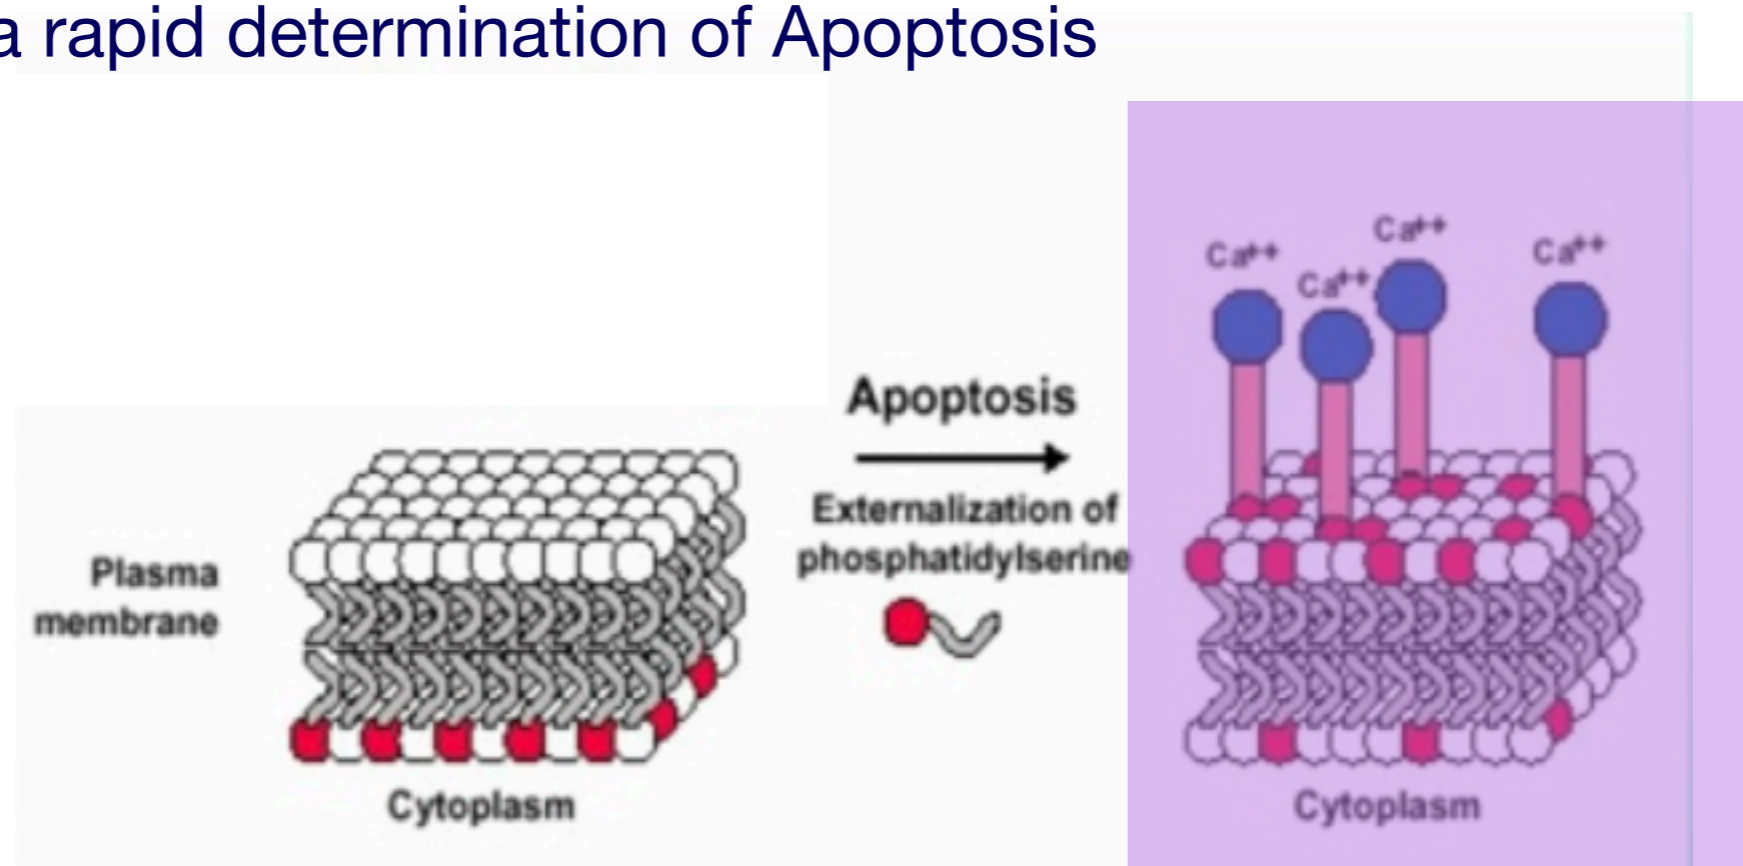 a rapid determination of Apoptosis
Ca++
Ca++
Ca++
Ca++
Apoptosis
Externalization of
phosphatidylserine
Plasma
membrane
Cytoplasm
Cytoplasm